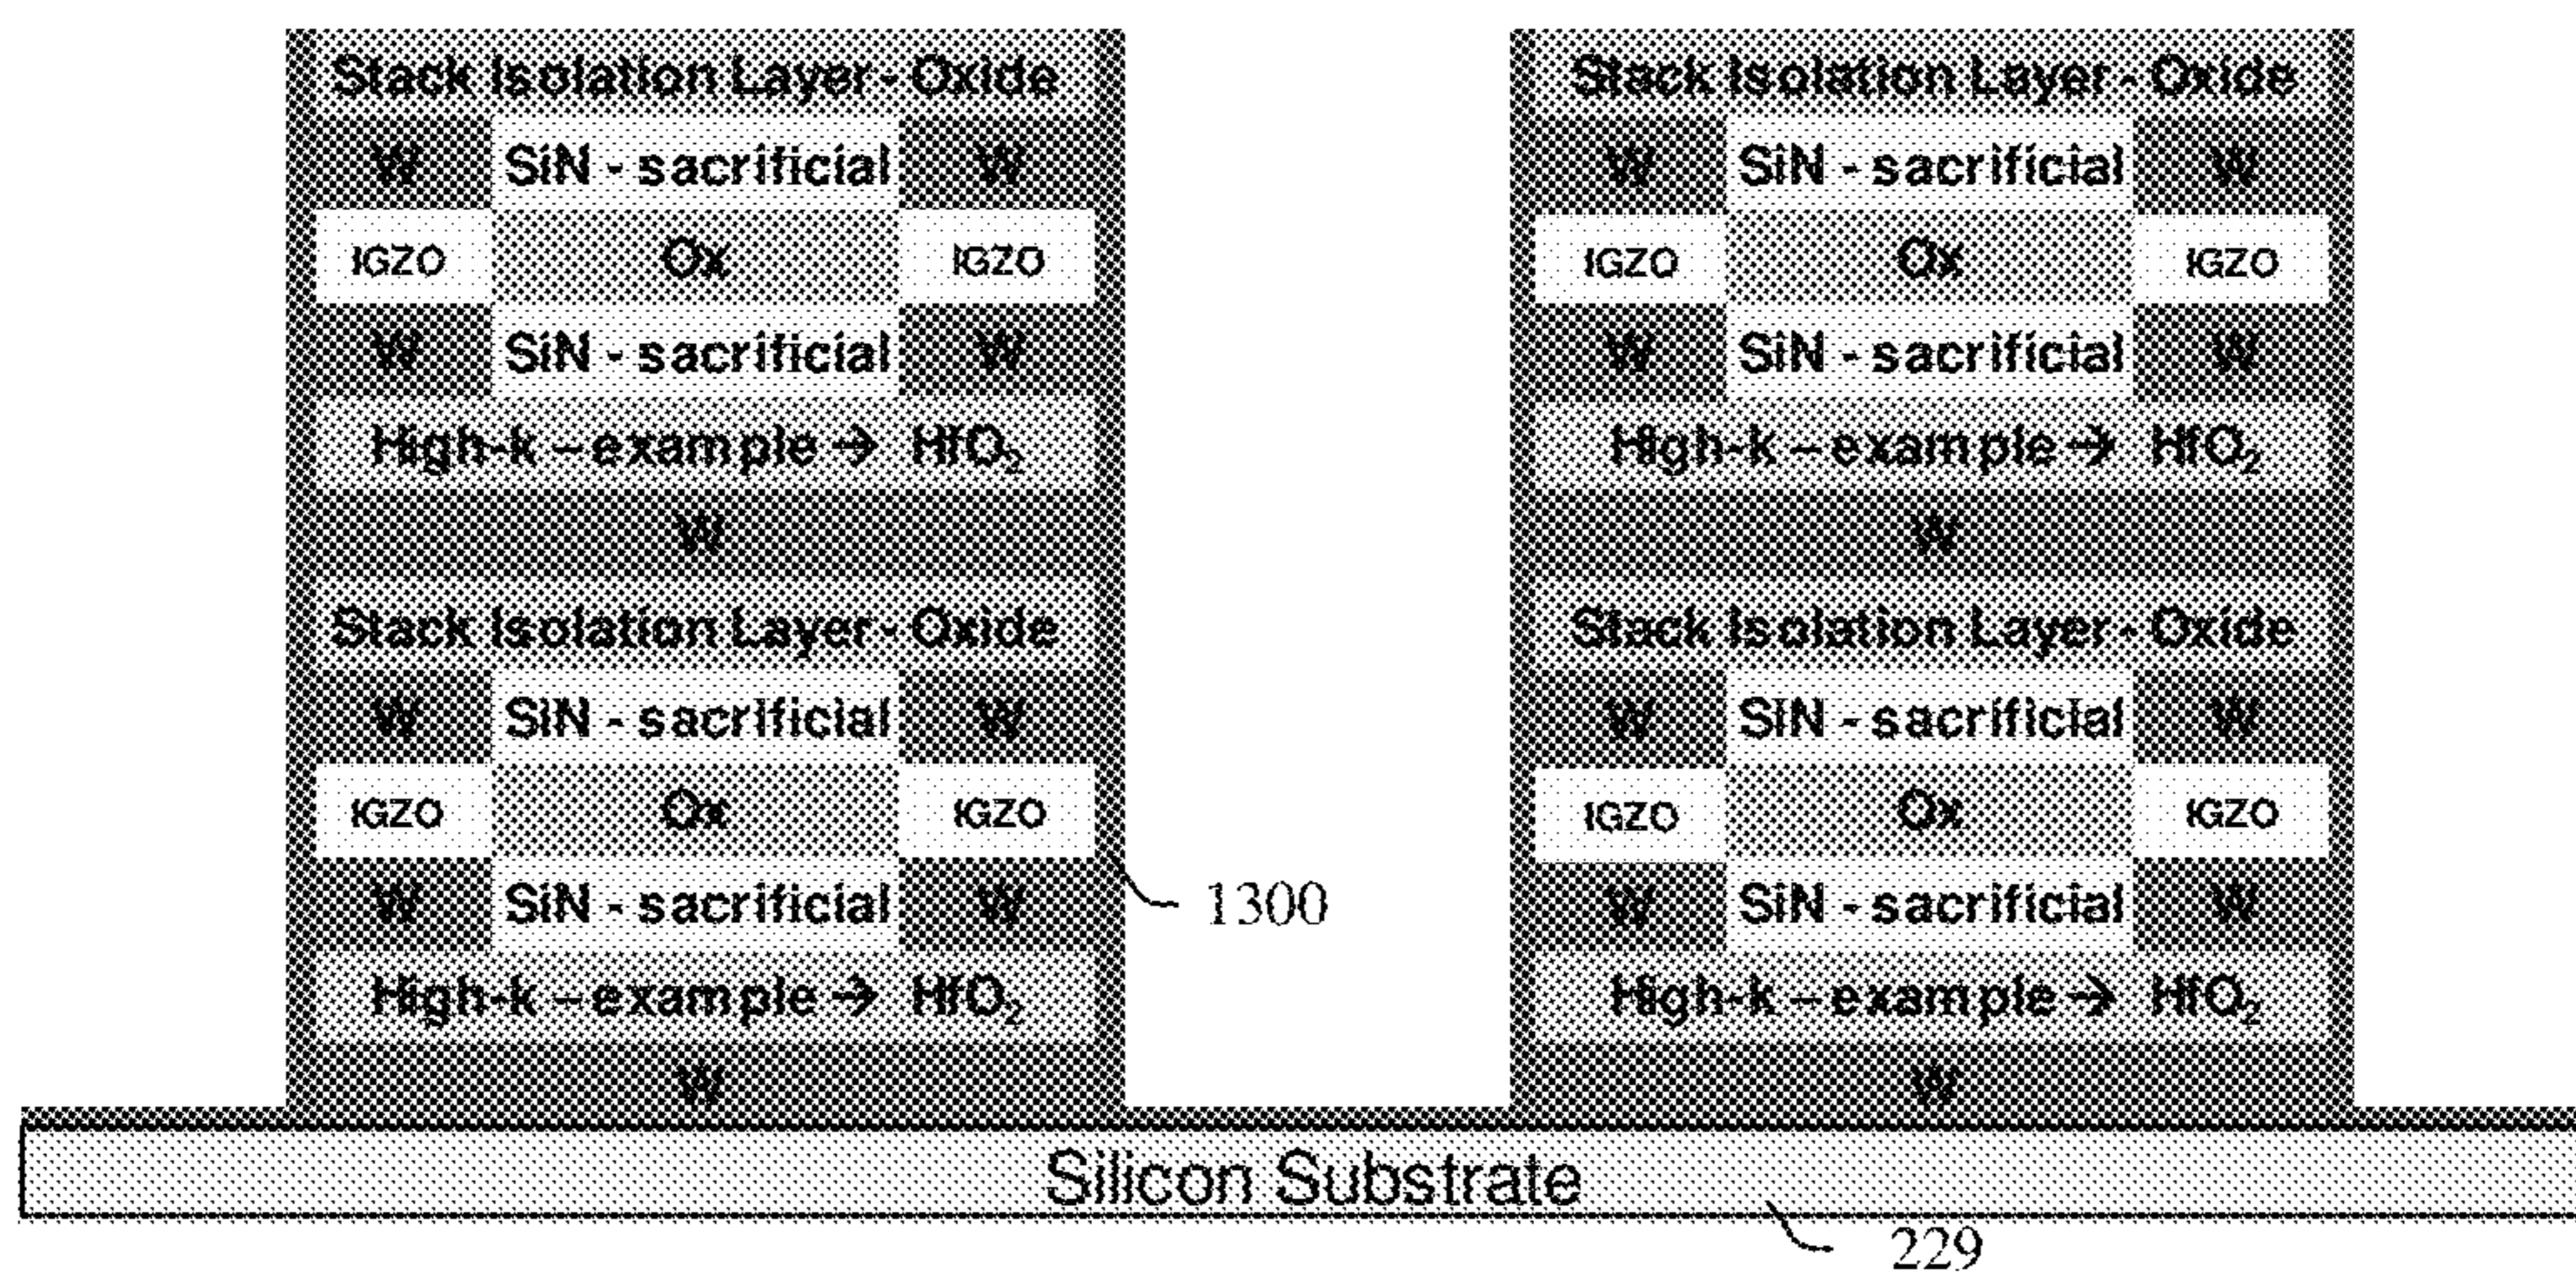 Stack Isolation Layer - Oxide Stack Isolation Layer - Oxide
W SiN - sacrificial W W SiN - sacrificial W
IGZO Ox IGZO IGZO Ox IGZO
W SiN - sacrificial W W SiN - sacrificial W
High-k – example → HfO₂ High-k – example → HfO₂
W W
Stack Isolation Layer - Oxide Stack Isolation Layer - Oxide
W SiN - sacrificial W W SiN - sacrificial W
IGZO Ox IGZO IGZO Ox IGZO
W SiN - sacrificial W 1300 W SiN - sacrificial W
High-k – example → HfO₂ High-k – example → HfO₂
W W
Silicon Substrate
229